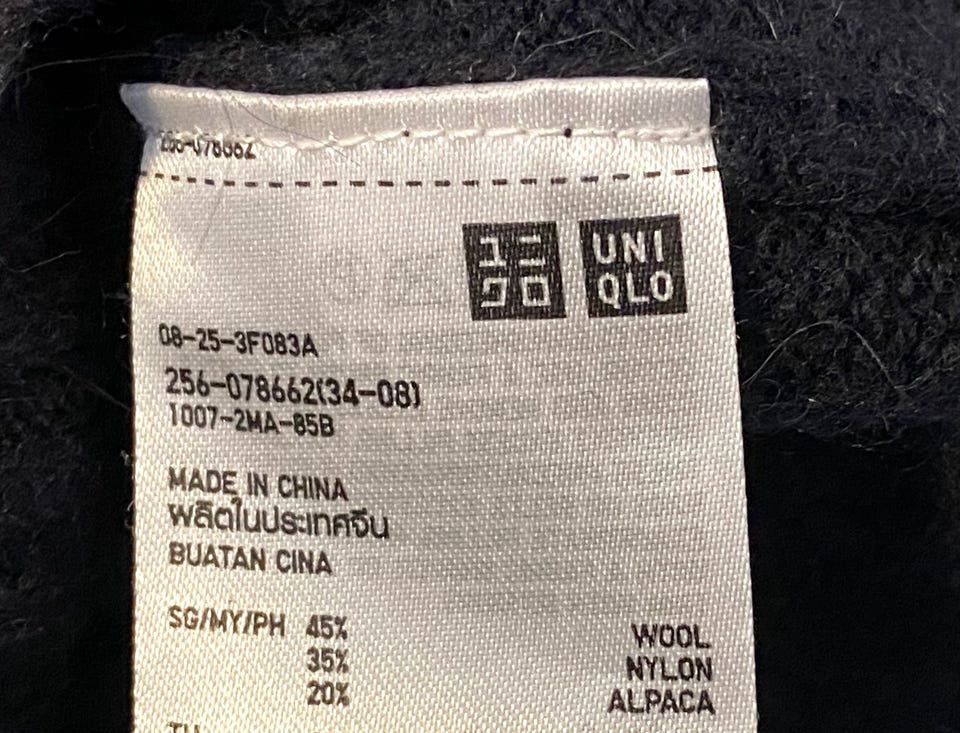 256-078662
ユニ UNI
クロ QLO
08-25-3F083A
256-078662(34-08)
1007-2MA-85B
MADE IN CHINA
ผลิตในประเทศจีน
BUATAN CINA
SG/MY/PH 45% WOOL
35% NYLON
20% ALPACA